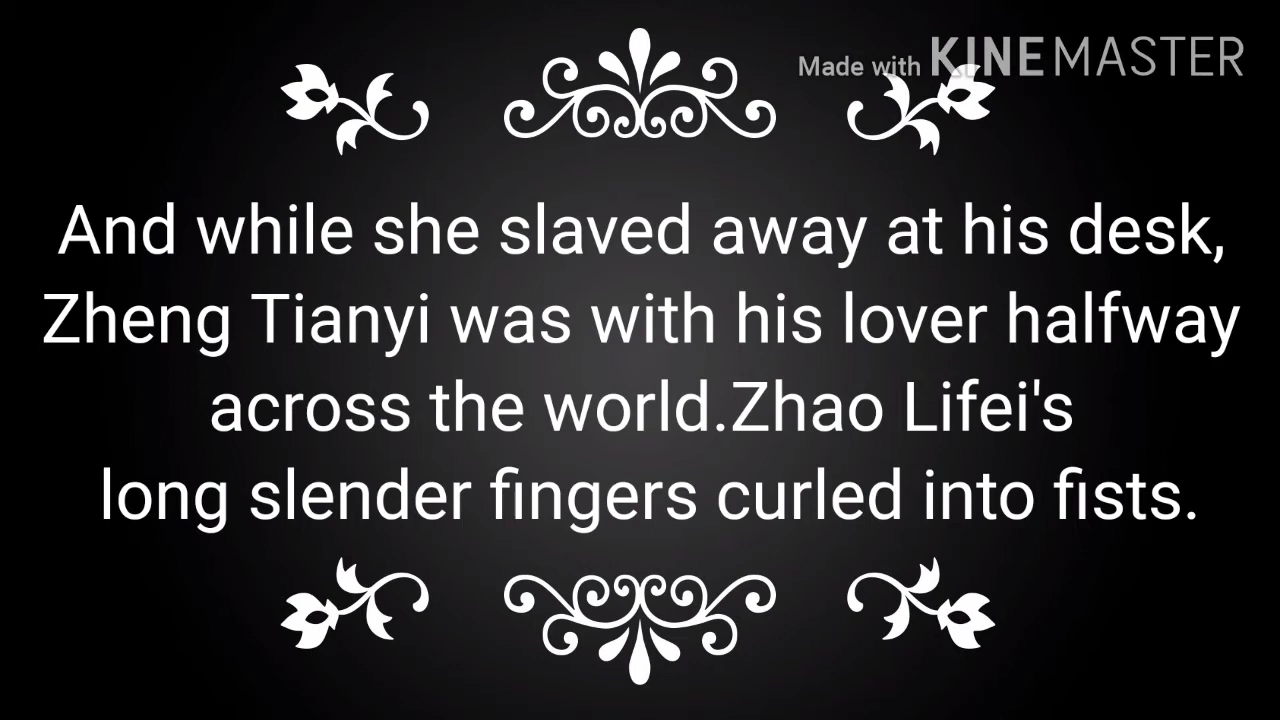 Made with KINEMASTER
And while she slaved away at his desk,
Zheng Tianyi was with his lover halfway
across the world.Zhao Lifei's
long slender fingers curled into fists.